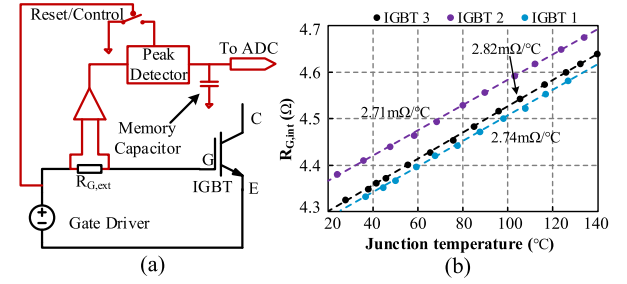 Reset/Control
Peak
Detector
To ADC
Memory
Capacitor
C
G
IGBT
E
R_G,ext
Gate Driver
(a)
IGBT 3 IGBT 2 IGBT 1
4.7
4.6
4.5
4.4
4.3
R_G,int (Ω)
2.82mΩ/°C
2.71mΩ/°C
2.74mΩ/°C
20 40 60 80 100 120 140
Junction temperature (°C)
(b)